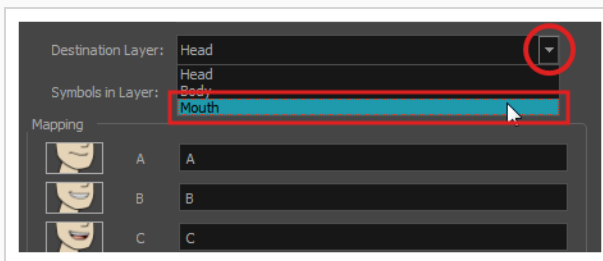 Destination Layer: Head
Head
Symbols in Layer: Body
Mouth
Mapping
A A
B B
C C